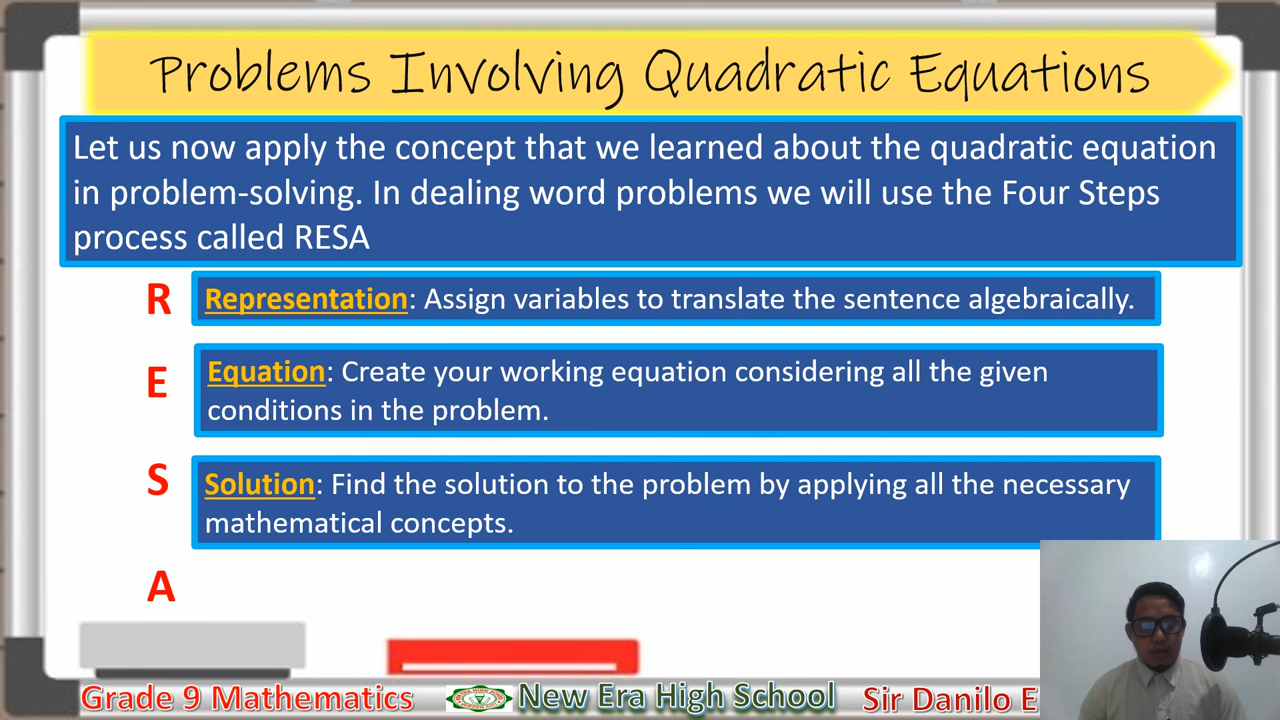 Problems Involving Quadratic Equations
Let us now apply the concept that we learned about the quadratic equation
in problem-solving. In dealing word problems we will use the Four Steps
process called RESA
R
Representation: Assign variables to translate the sentence algebraically.
E
Equation: Create your working equation considering all the given
conditions in the problem.
S
Solution: Find the solution to the problem by applying all the necessary
mathematical concepts.
A
Grade 9 Mathematics New Era High School Sir Danilo E